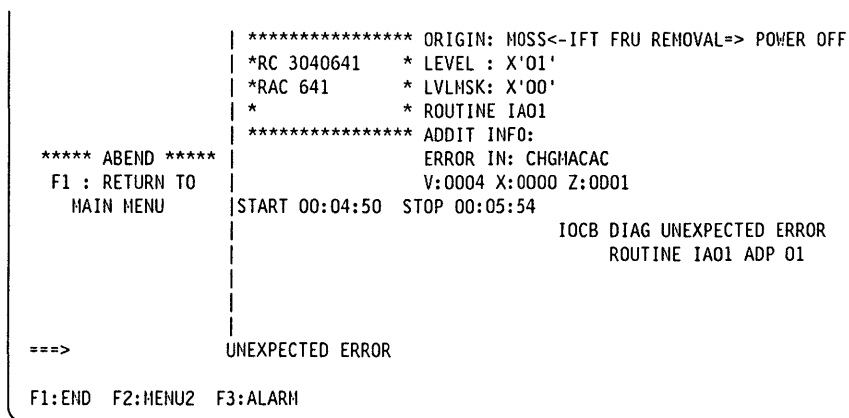 | **************** ORIGIN: MOSS<-IFT FRU REMOVAL=> POWER OFF
| *RC 3040641 * LEVEL : X'01'
| *RAC 641 * LVLMSK: X'00'
| * * ROUTINE IA01
| **************** ADDIT INFO:
***** ABEND ***** | ERROR IN: CHGMACAC
F1 : RETURN TO | V:0004 X:0000 Z:0D01
MAIN MENU |START 00:04:50 STOP 00:05:54
| IOCB DIAG UNEXPECTED ERROR
| ROUTINE IA01 ADP 01
|
|
|
===> UNEXPECTED ERROR
F1:END F2:MENU2 F3:ALARM